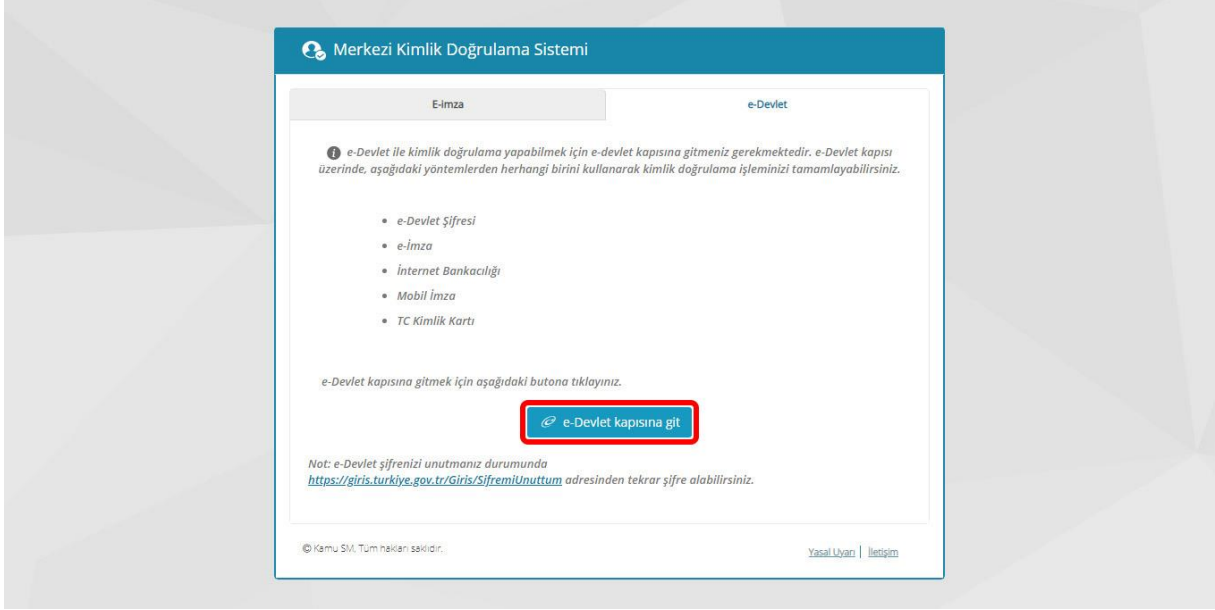 Merkezi Kimlik Doğrulama Sistemi
E-imza
e-Devlet
e-Devlet ile kimlik doğrulama yapabilmek için e-devlet kapısına gitmeniz gerekmektedir. e-Devlet kapısı
üzerinde, aşağıdaki yöntemlerden herhangi birini kullanarak kimlik doğrulama işleminizi tamamlayabilirsiniz.
• e-Devlet Şifresi
• e-İmza
• İnternet Bankacılığı
• Mobil İmza
• TC Kimlik Kartı
e-Devlet kapısına gitmek için aşağıdaki butona tıklayınız.
e-Devlet kapısına git
Not: e-Devlet şifrenizi unutmanız durumunda
https://giris.turkiye.gov.tr/Giris/SifremiUnuttum adresinden tekrar şifre alabilirsiniz.
© Kamu SM. Tüm hakları saklıdır.
Yasal Uyarı | İletişim